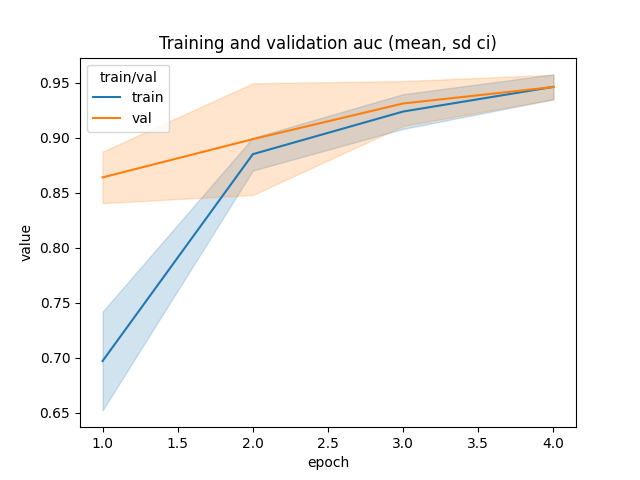 Training and validation auc (mean, sd ci)
train/val
train
val
0.95
0.90
0.85
0.80
0.75
0.70
0.65
value
1.0 1.5 2.0 2.5 3.0 3.5 4.0
epoch